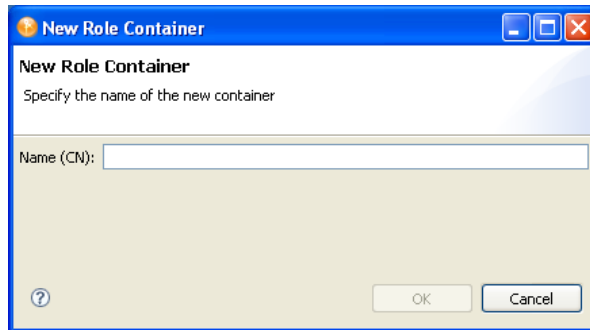 New Role Container
New Role Container
Specify the name of the new container
Name (CN):
?
OK Cancel